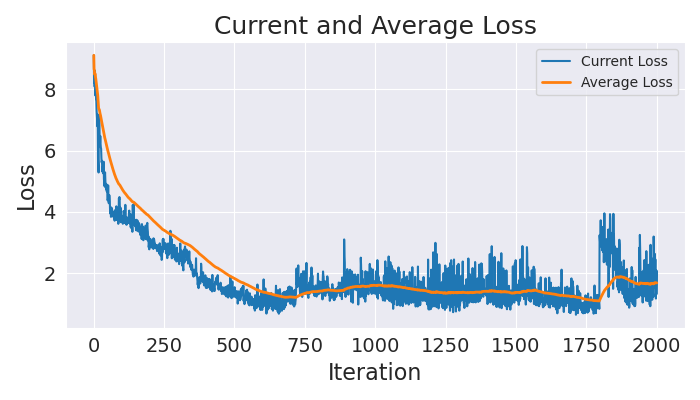 Current and Average Loss
Current Loss
Average Loss
Loss
8
6
4
2
0 250 500 750 1000 1250 1500 1750 2000
Iteration